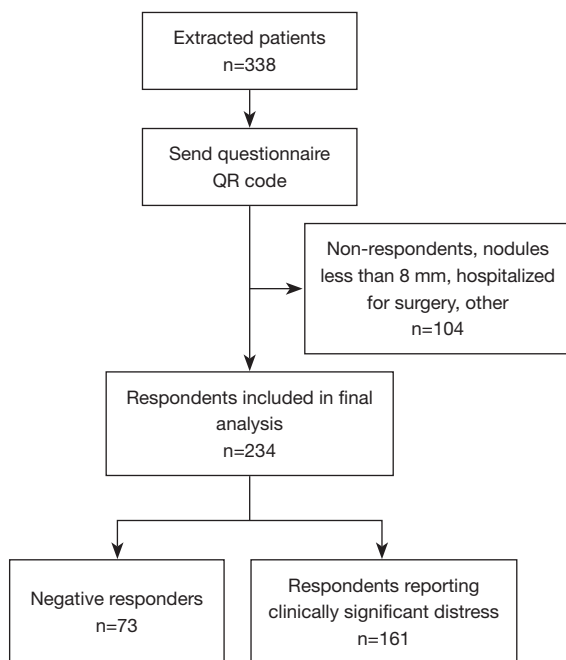 Extracted patients
n=338
Send questionnaire
QR code
Non-respondents, nodules
less than 8 mm, hospitalized
for surgery, other
n=104
Respondents included in final
analysis
n=234
Negative responders
n=73
Respondents reporting
clinically significant distress
n=161